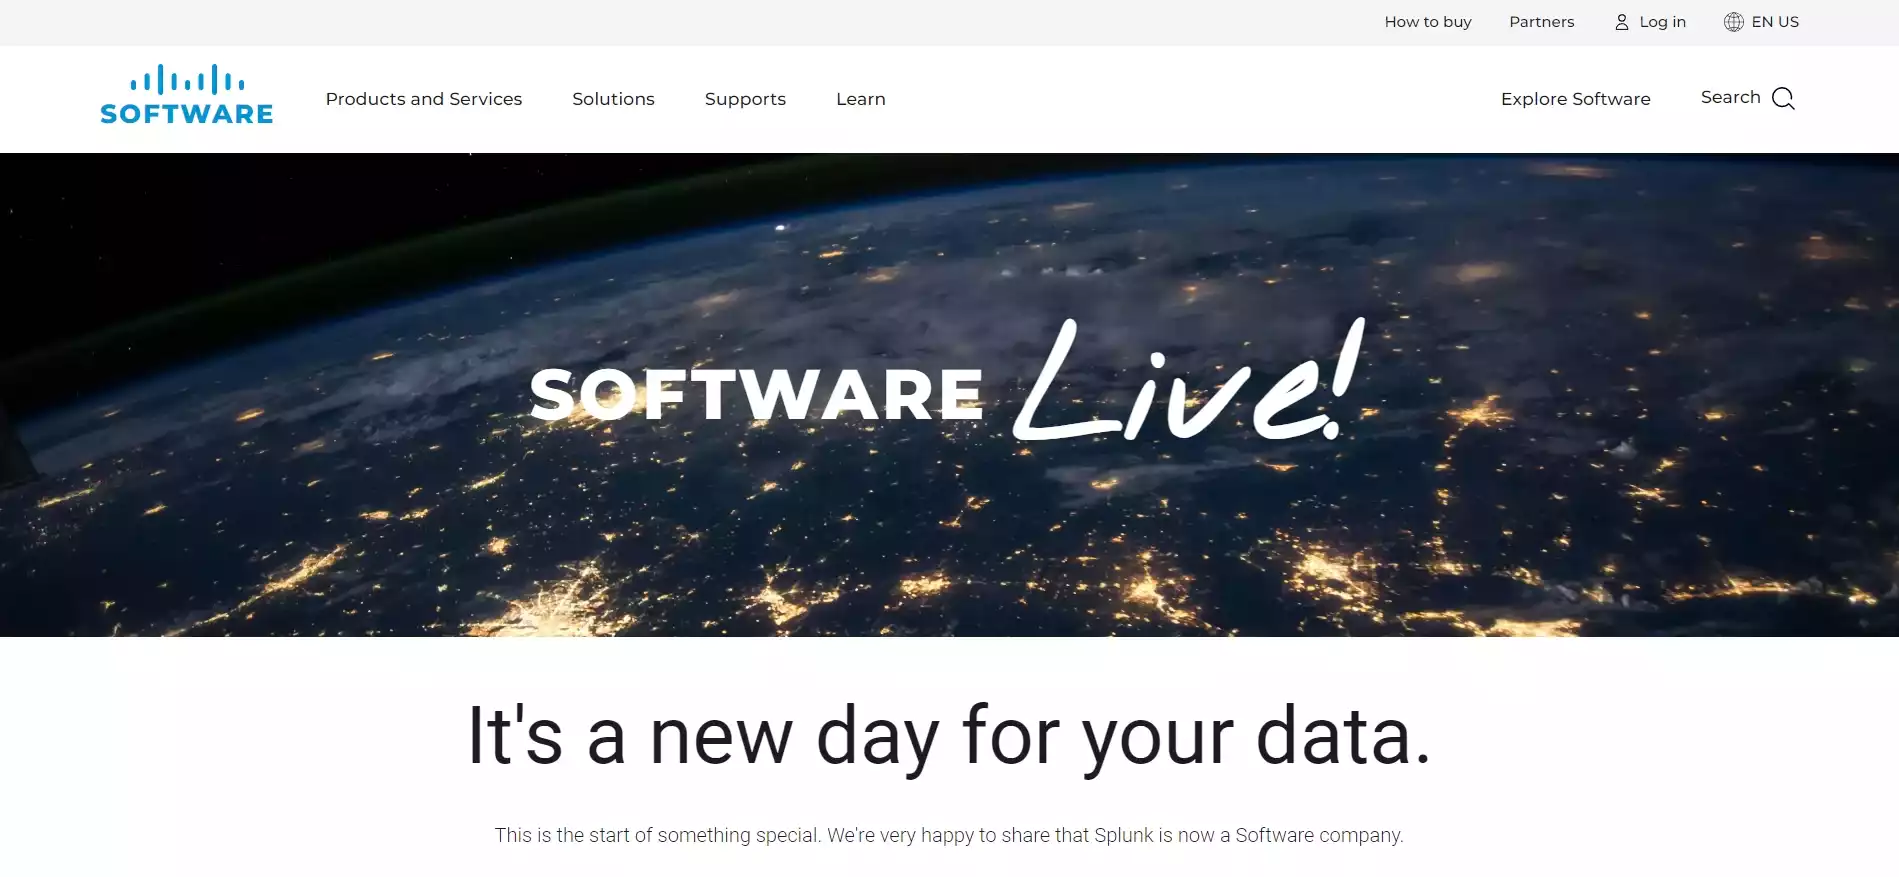 How to buy Partners Log in EN US
SOFTWARE
Products and Services Solutions Supports Learn Explore Software Search
SOFTWARE Live!
It's a new day for your data.
This is the start of something special. We're very happy to share that Splunk is now a Software company.